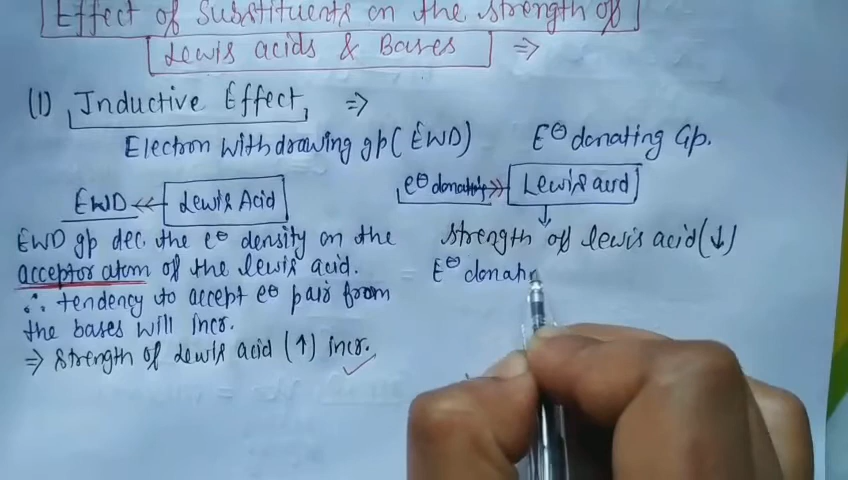 Effect of Substituents on the strength of
Lewis acids & Bases ⇒
(1) Inductive Effect, ⇒
Electron withdrawing gp (EWD)
E⊖ donating Gp.
EWD ↞ Lewis Acid
EWD gp dec. the e⊖ density on the
acceptor atom of the lewis acid.
∴ tendency to accept e⊖ pair from
the bases will incr.
⇒ strength of Lewis acid (↑) incr. ✓
e⊖ donating ↠ Lewis acid
↓
strength of lewis acid (↓)
E⊖ donati